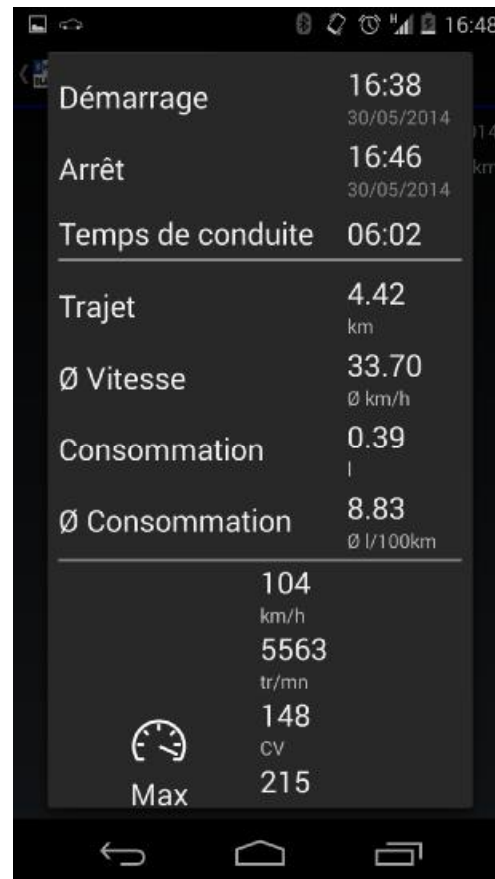 H 16:48
Démarrage 16:38
30/05/2014
Arrêt 16:46
30/05/2014
km
Temps de conduite 06:02
Trajet 4.42
km
Ø Vitesse 33.70
Ø km/h
Consommation 0.39
l
Ø Consommation 8.83
Ø l/100km
104
km/h
5563
tr/mn
148
CV
Max 215